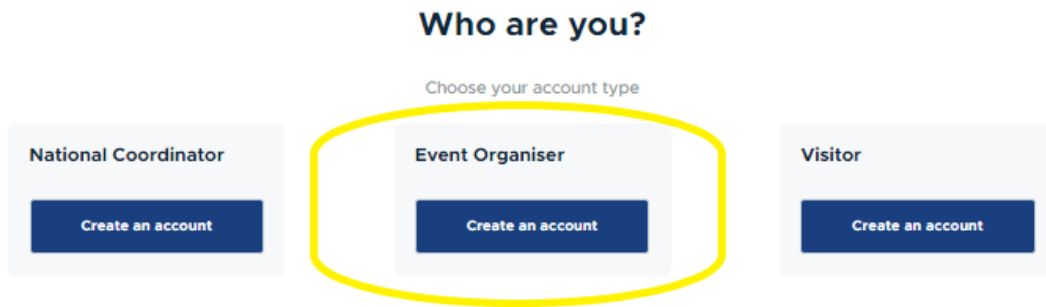 Who are you?
Choose your account type
National Coordinator
Create an account
Event Organiser
Create an account
Visitor
Create an account